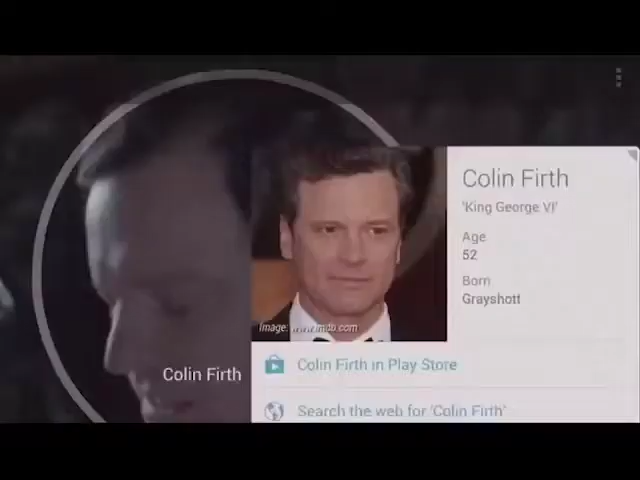 Colin Firth
'King George VI'
Age
52
Born
Grayshott
Image: www.imdb.com
Colin Firth
Colin Firth in Play Store
Search the web for 'Colin Firth'